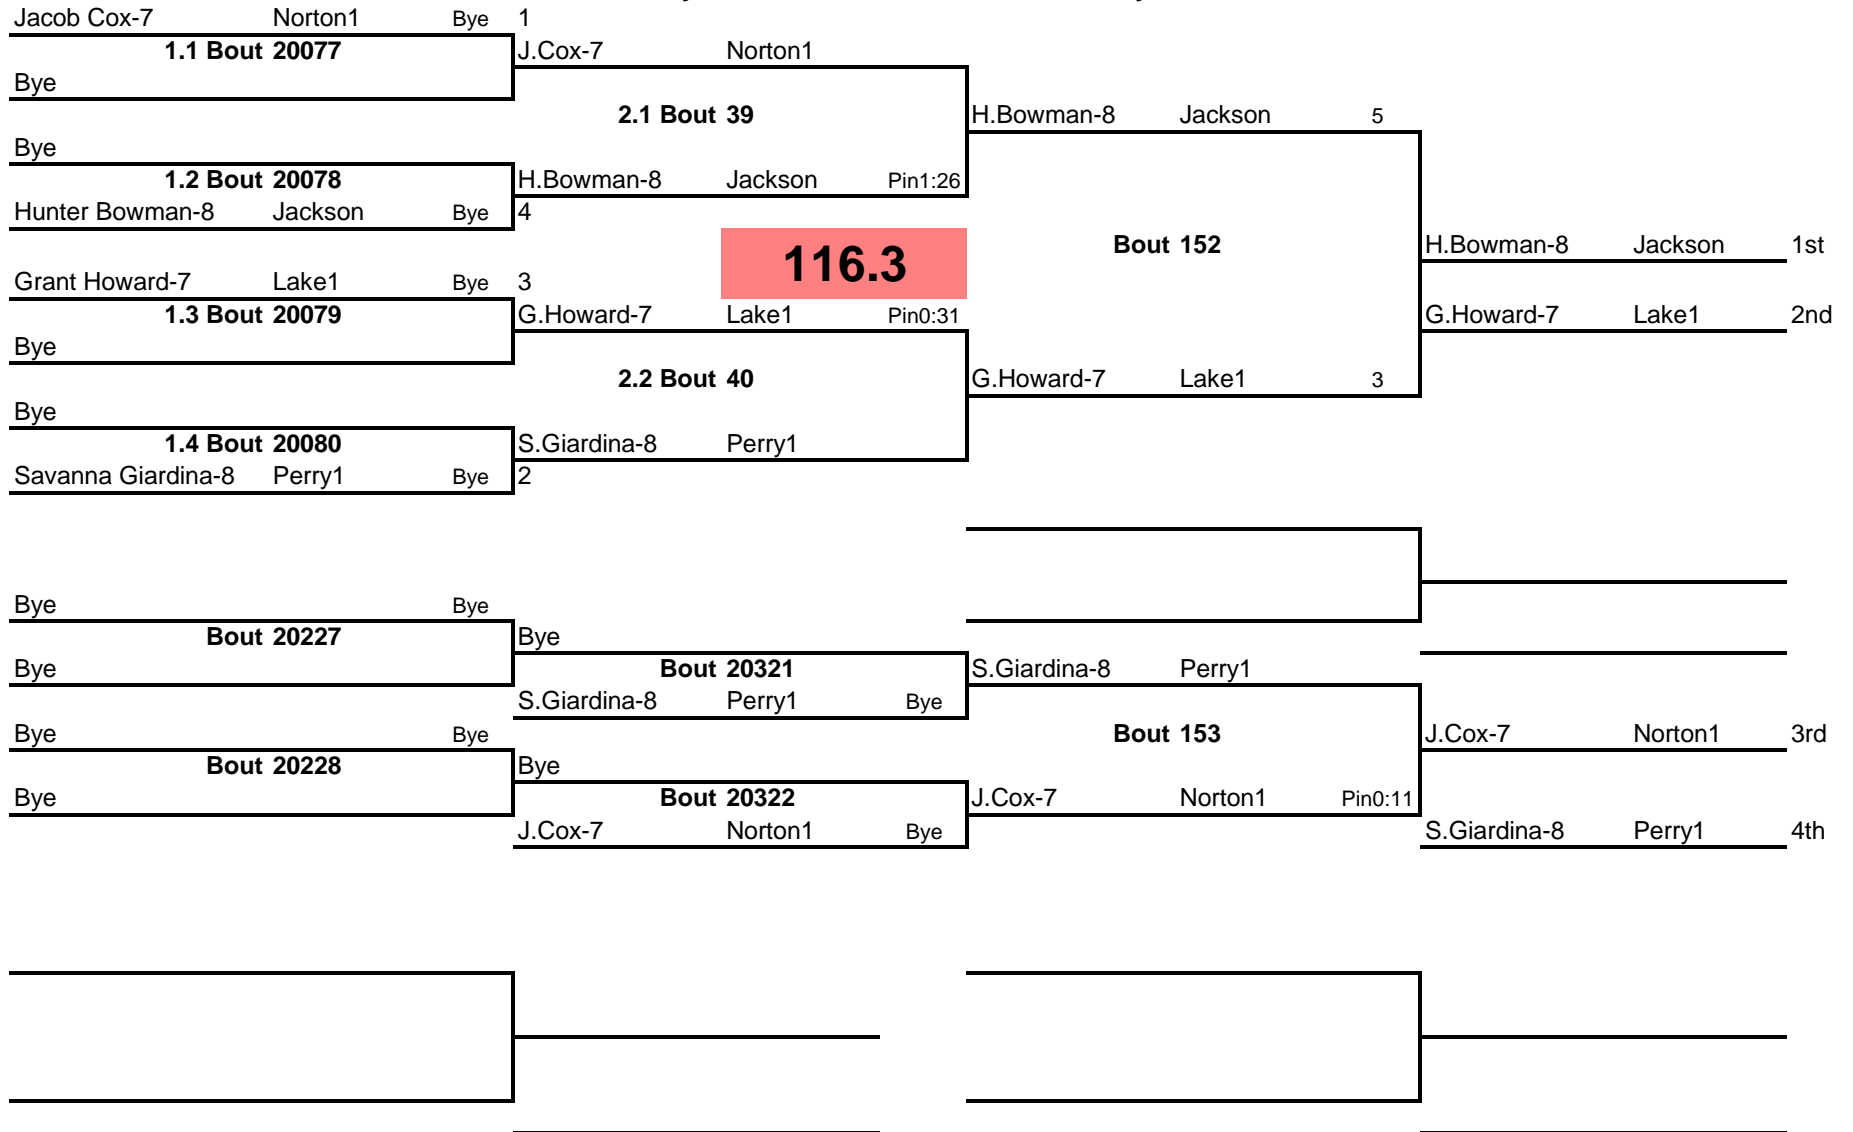 Jacob Cox-7 Norton1 Bye 1
1.1 Bout 20077 J.Cox-7 Norton1
Bye
2.1 Bout 39 H.Bowman-8 Jackson 5
Bye
1.2 Bout 20078 H.Bowman-8 Jackson Pin1:26
Hunter Bowman-8 Jackson Bye 4
116.3 Bout 152 H.Bowman-8 Jackson 1st
Grant Howard-7 Lake1 Bye 3
1.3 Bout 20079 G.Howard-7 Lake1 Pin0:31 G.Howard-7 Lake1 2nd
Bye
2.2 Bout 40 G.Howard-7 Lake1 3
Bye
1.4 Bout 20080 S.Giardina-8 Perry1
Savanna Giardina-8 Perry1 Bye 2
Bye Bye
Bout 20227 Bye
Bye Bout 20321 S.Giardina-8 Perry1
S.Giardina-8 Perry1 Bye
Bye Bye Bout 153 J.Cox-7 Norton1 3rd
Bout 20228 Bye
Bye Bout 20322 J.Cox-7 Norton1 Pin0:11
J.Cox-7 Norton1 Bye S.Giardina-8 Perry1 4th